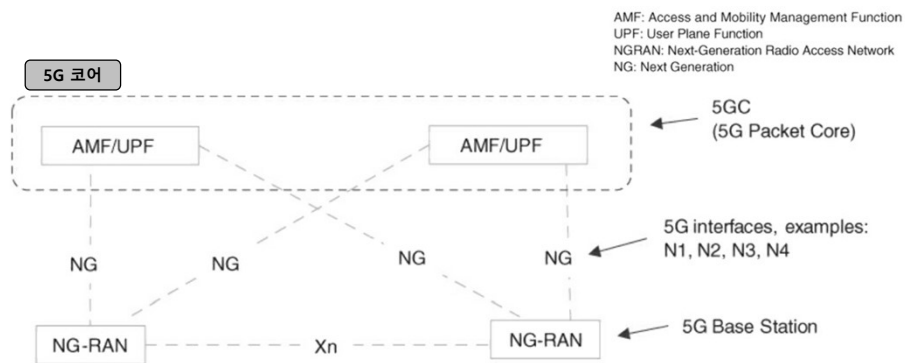 AMF: Access and Mobility Management Function
UPF: User Plane Function
NGRAN: Next-Generation Radio Access Network
NG: Next Generation
5G 코어
5GC
(5G Packet Core)
AMF/UPF
AMF/UPF
5G interfaces, examples:
N1, N2, N3, N4
NG
NG
NG
NG
5G Base Station
NG-RAN
Xn
NG-RAN